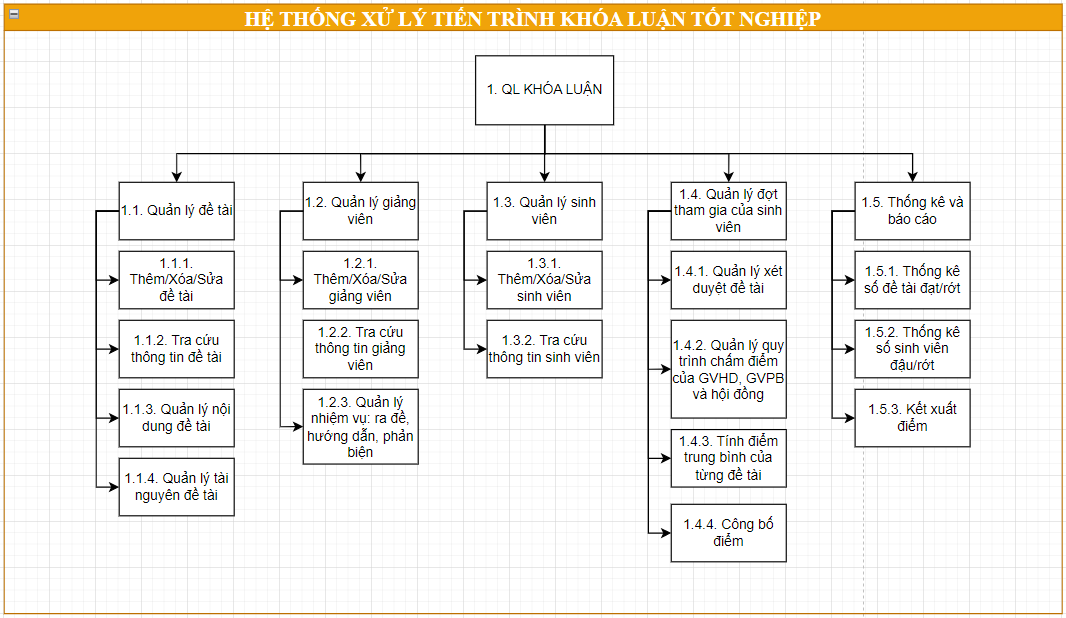 HỆ THỐNG XỬ LÝ TIẾN TRÌNH KHÓA LUẬN TỐT NGHIỆP
1. QL KHÓA LUẬN
1.1. Quản lý đề tài
1.1.1.
Thêm/Xóa/Sửa
đề tài
1.1.2. Tra cứu
thông tin đề tài
1.1.3. Quản lý nội
dung đề tài
1.1.4. Quản lý tài
nguyên đề tài
1.2. Quản lý giảng
viên
1.2.1.
Thêm/Xóa/Sửa
giảng viên
1.2.2. Tra cứu
thông tin giảng
viên
1.2.3. Quản lý
nhiệm vụ: ra đề,
hướng dẫn, phản
biện
1.3. Quản lý sinh
viên
1.3.1.
Thêm/Xóa/Sửa
sinh viên
1.3.2. Tra cứu
thông tin sinh viên
1.4. Quản lý đợt
tham gia của sinh
viên
1.4.1. Quản lý xét
duyệt đề tài
1.4.2. Quản lý quy
trình chấm điểm
của GVHD, GVPB
và hội đồng
1.4.3. Tính điểm
trung bình của
từng đề tài
1.4.4. Công bố
điểm
1.5. Thống kê và
báo cáo
1.5.1. Thống kê
số đề tài đạt/rớt
1.5.2. Thống kê
số sinh viên
đậu/rớt
1.5.3. Kết xuất
điểm